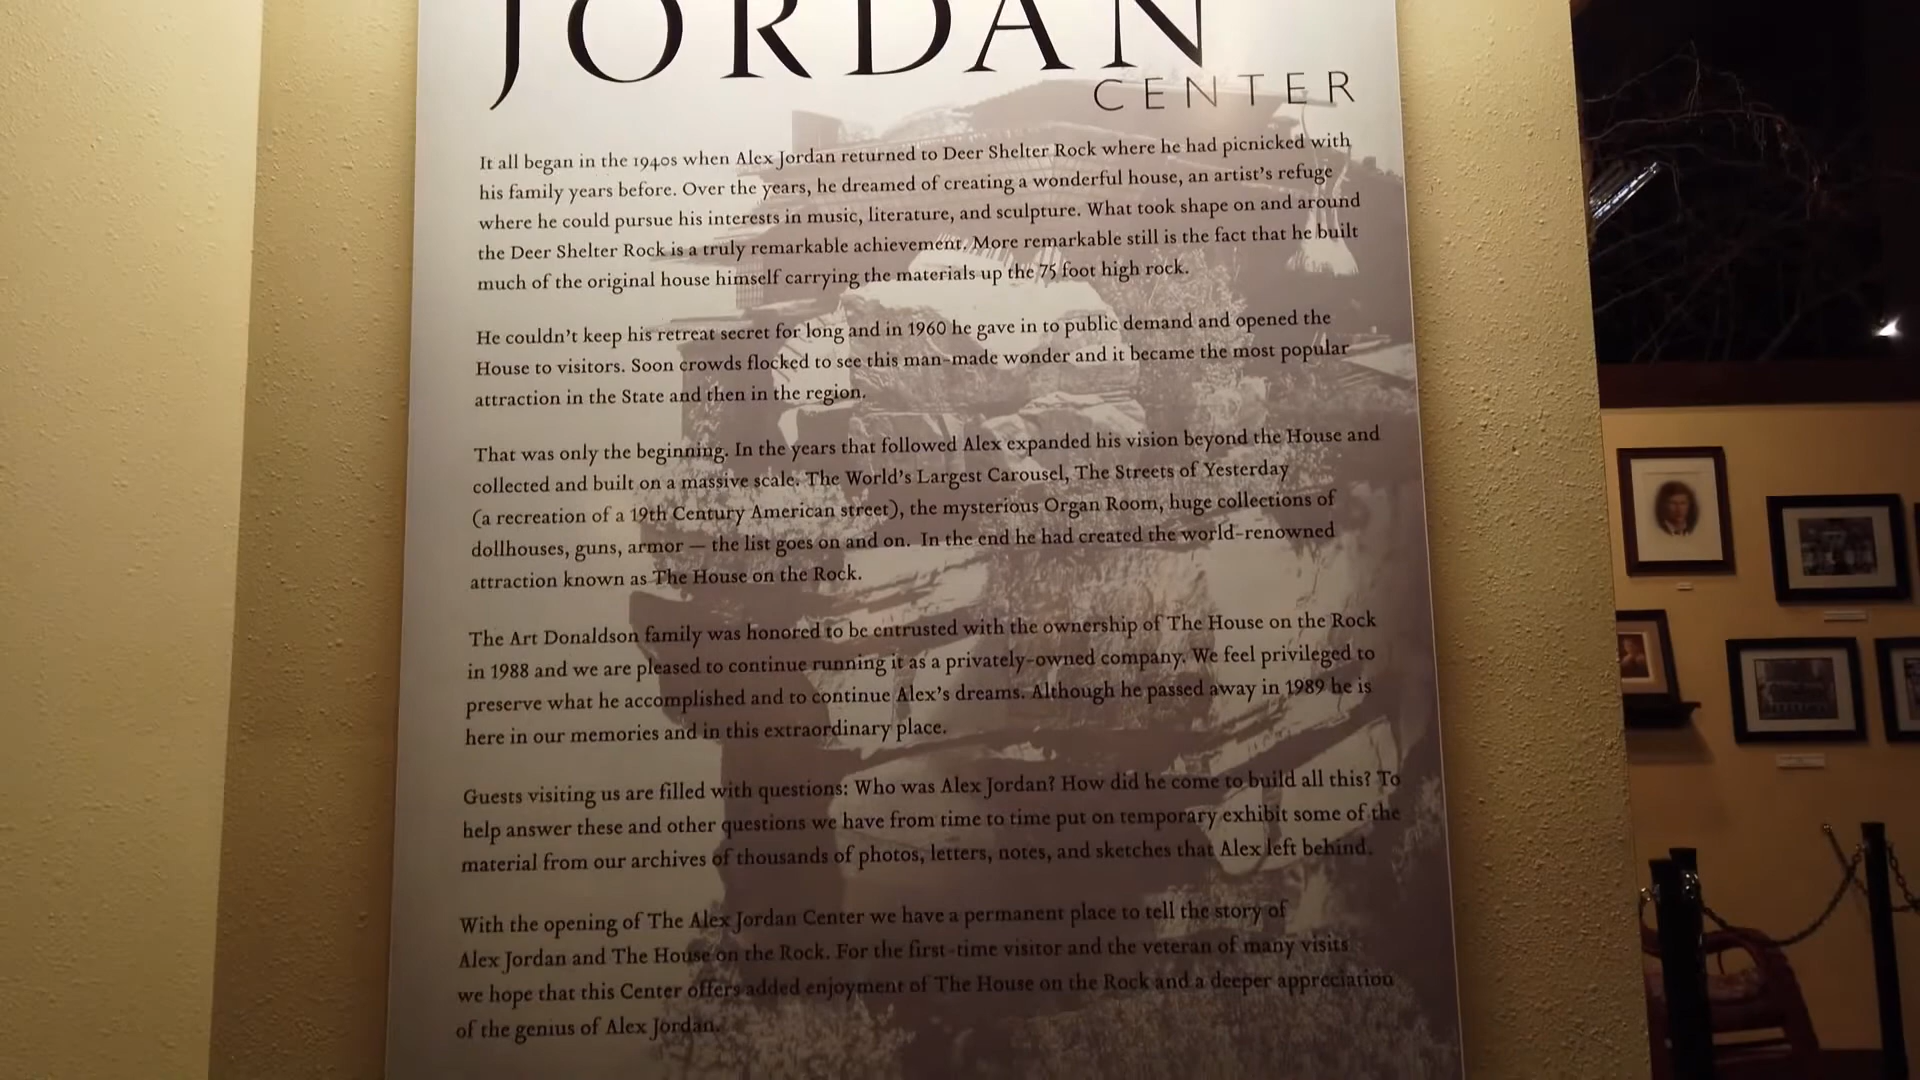 JORDAN
CENTER
It all began in the 1940s when Alex Jordan returned to Deer Shelter Rock where he had picnicked with
his family years before. Over the years, he dreamed of creating a wonderful house, an artist's refuge
where he could pursue his interests in music, literature, and sculpture. What took shape on and around
the Deer Shelter Rock is a truly remarkable achievement. More remarkable still is the fact that he built
much of the original house himself carrying the materials up the 75 foot high rock.
He couldn't keep his retreat secret for long and in 1960 he gave in to public demand and opened the
House to visitors. Soon crowds flocked to see this man-made wonder and it became the most popular
attraction in the State and then in the region.
That was only the beginning. In the years that followed Alex expanded his vision beyond the House and
collected and built on a massive scale. The World's Largest Carousel, The Streets of Yesterday
(a recreation of a 19th Century American street), the mysterious Organ Room, huge collections of
dollhouses, guns, armor — the list goes on and on. In the end he had created the world-renowned
attraction known as The House on the Rock.
The Art Donaldson family was honored to be entrusted with the ownership of The House on the Rock
in 1988 and we are pleased to continue running it as a privately-owned company. We feel privileged to
preserve what he accomplished and to continue Alex's dreams. Although he passed away in 1989 he is
here in our memories and in this extraordinary place.
Guests visiting us are filled with questions: Who was Alex Jordan? How did he come to build all this? To
help answer these and other questions we have from time to time put on temporary exhibit some of the
material from our archives of thousands of photos, letters, notes, and sketches that Alex left behind.
With the opening of The Alex Jordan Center we have a permanent place to tell the story of
Alex Jordan and The House on the Rock. For the first-time visitor and the veteran of many visits
we hope that this Center offers added enjoyment of The House on the Rock and a deeper appreciation
of the genius of Alex Jordan.